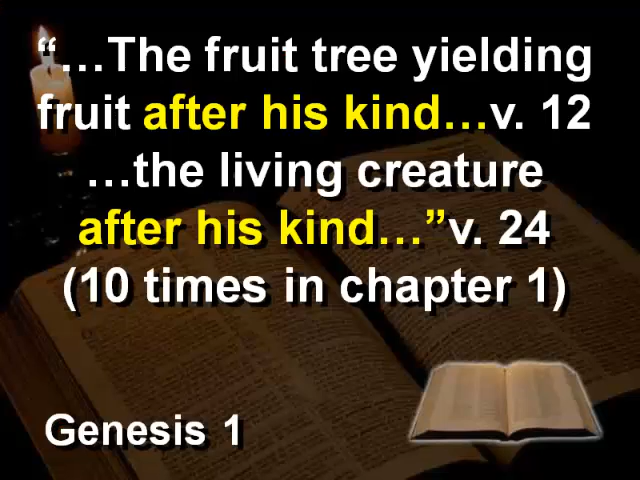 “…The fruit tree yielding
fruit after his kind…v. 12
…the living creature
after his kind…”v. 24
(10 times in chapter 1)
Genesis 1